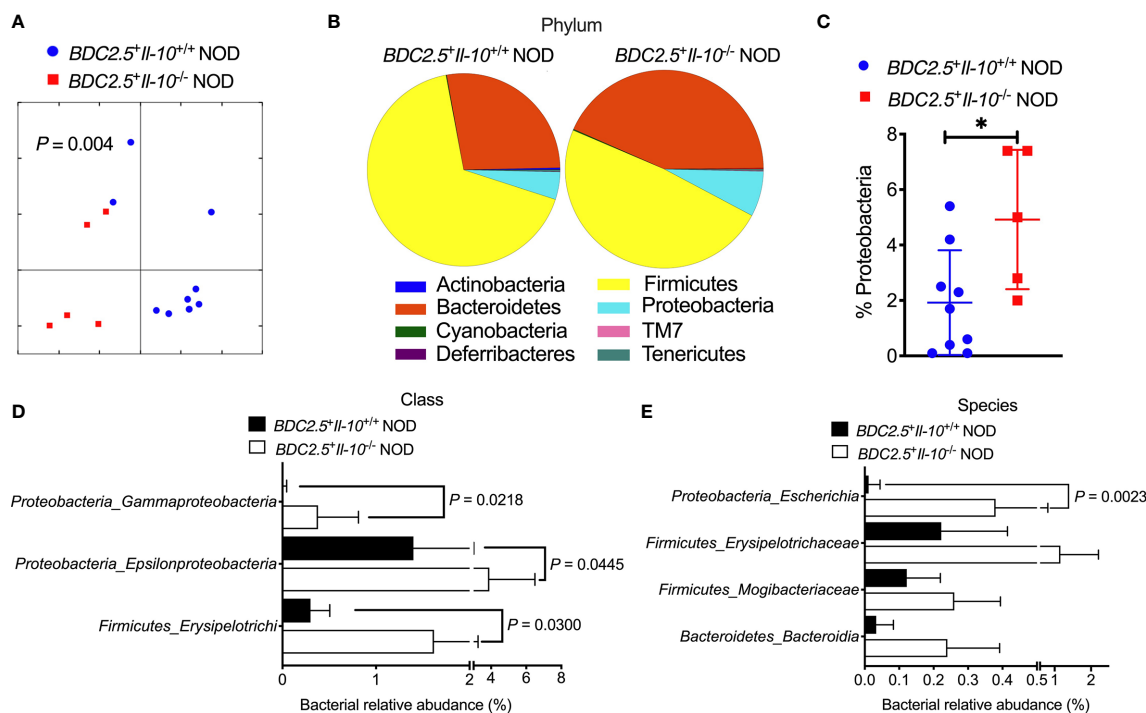 A
BDC2.5⁺Il-10⁺/⁺ NOD
BDC2.5⁺Il-10⁻/⁻ NOD
P = 0.004
B
Phylum
BDC2.5⁺Il-10⁺/⁺ NOD
BDC2.5⁺Il-10⁻/⁻ NOD
Actinobacteria
Bacteroidetes
Cyanobacteria
Deferribacteres
Firmicutes
Proteobacteria
TM7
Tenericutes
C
BDC2.5⁺Il-10⁺/⁺ NOD
BDC2.5⁺Il-10⁻/⁻ NOD
*
% Proteobacteria
8
6
4
2
0
D
Class
BDC2.5⁺Il-10⁺/⁺ NOD
BDC2.5⁺Il-10⁻/⁻ NOD
Proteobacteria_Gammaproteobacteria
P = 0.0218
Proteobacteria_Epsilonproteobacteria
P = 0.0445
Firmicutes_Erysipelotrichi
P = 0.0300
0 1 2 4 6 8
Bacterial relative abudance (%)
E
Species
BDC2.5⁺Il-10⁺/⁺ NOD
BDC2.5⁺Il-10⁻/⁻ NOD
Proteobacteria_Escherichia
P = 0.0023
Firmicutes_Erysipelotrichaceae
Firmicutes_Mogibacteriaceae
Bacteroidetes_Bacteroidia
0.0 0.1 0.2 0.3 0.4 0.5 1 2
Bacterial relative abudance (%)